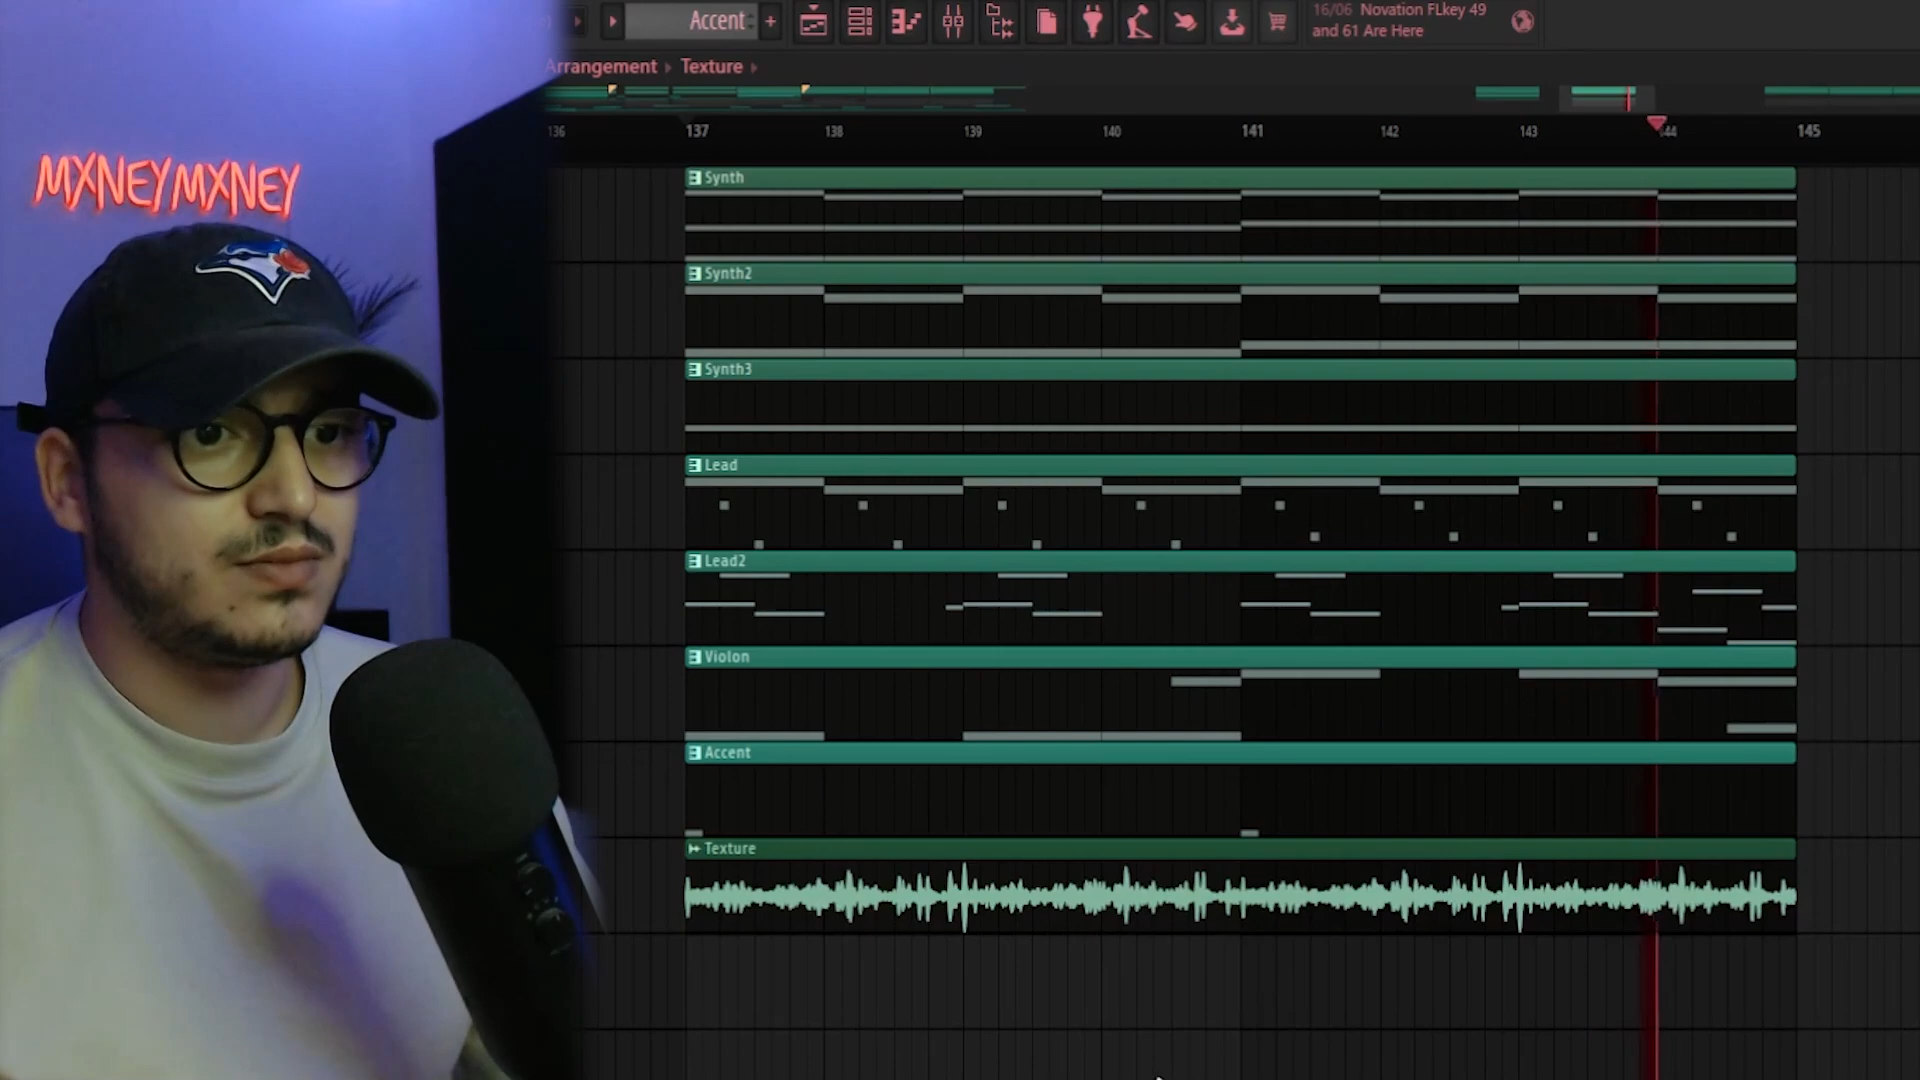 Accent
16/06 Novation FLkey 49
and 61 Are Here
Arrangement Texture
136 137 138 139 140 141 142 143 144 145
MXNEYMXNEY
Synth
Synth2
Synth3
Lead
Lead2
Violon
Accent
Texture